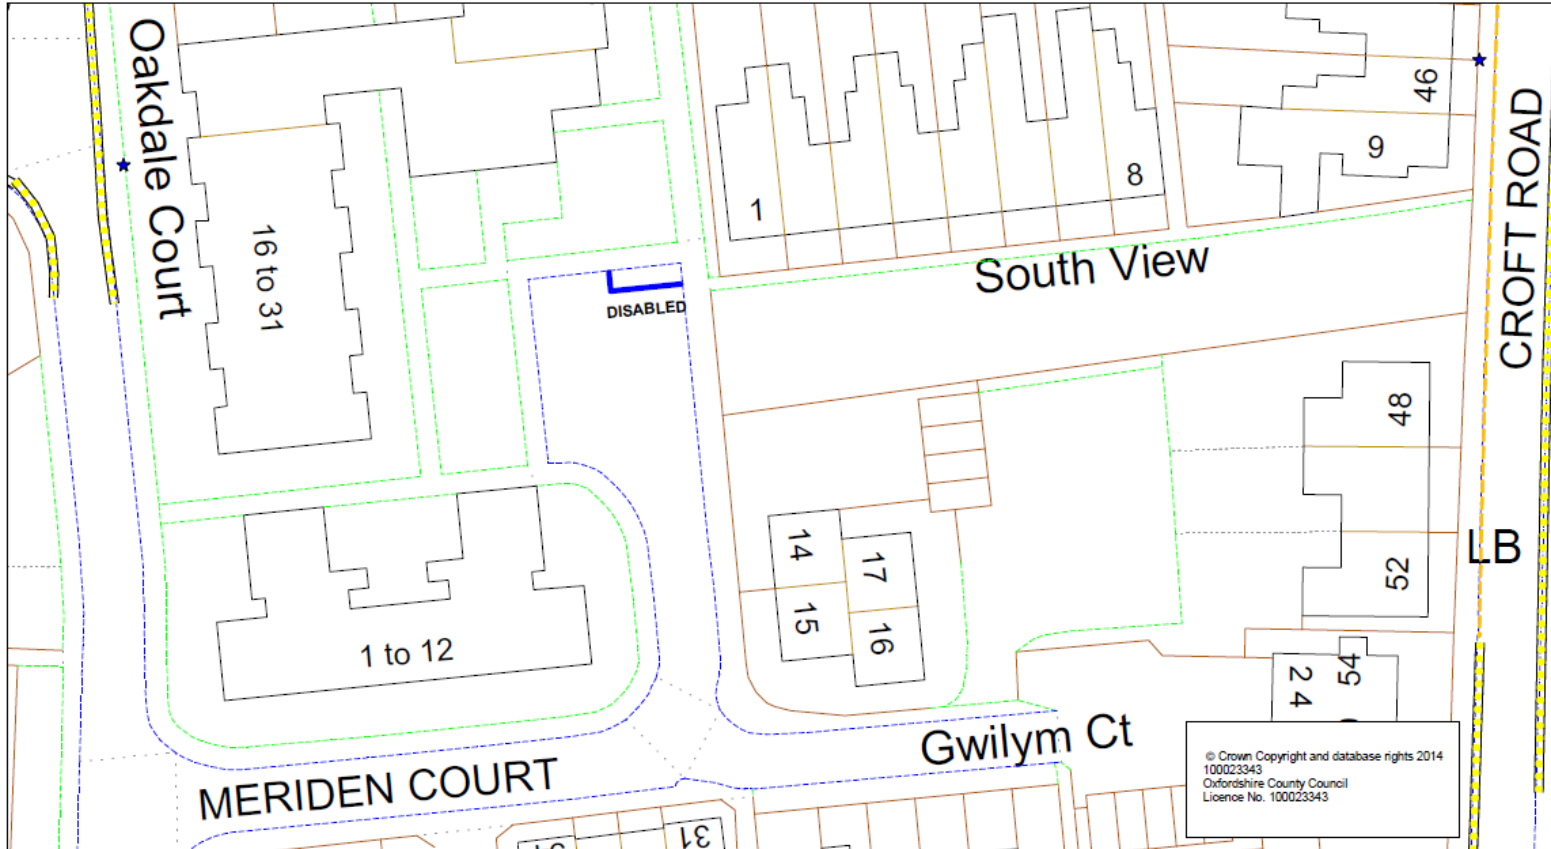 Oakdale Court
46
9
CROFT ROAD
1
8
16 to 31
South View
DISABLED
48
14
17
LB
52
15
16
1 to 12
54
2 4
Gwilym Ct
MERIDEN COURT
© Crown Copyright and database rights 2014
100023343
Oxfordshire County Council
Licence No. 100023343
31